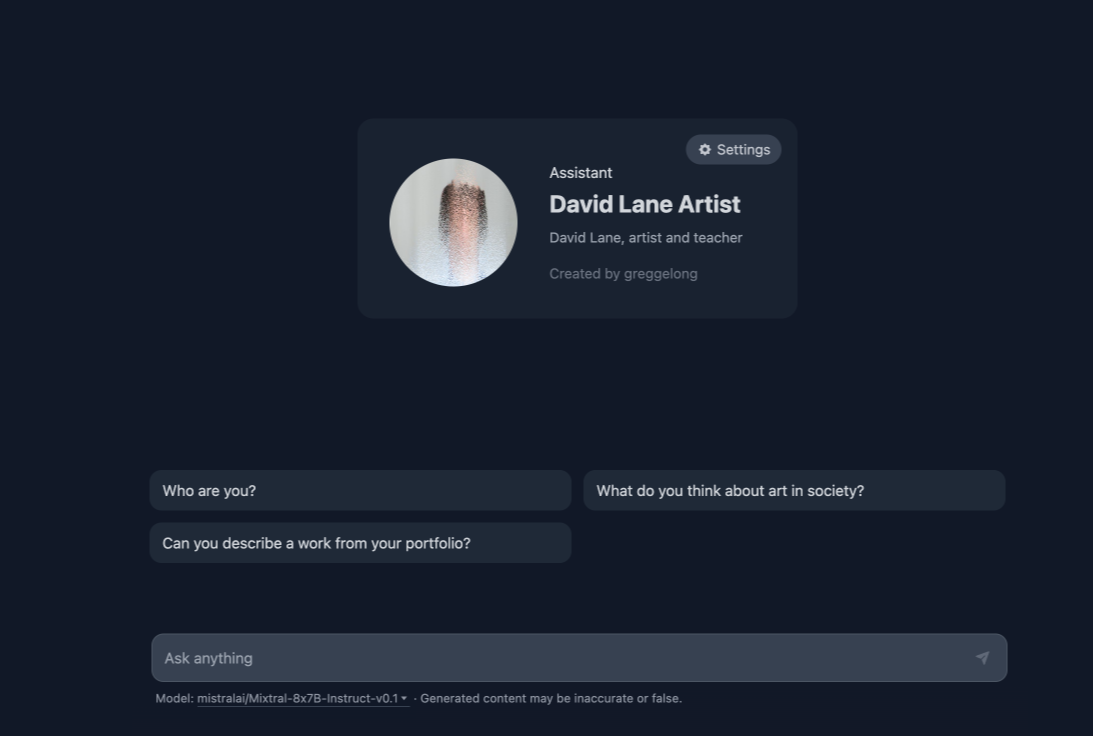 Settings
Assistant
David Lane Artist
David Lane, artist and teacher
Created by greggelong
Who are you?
What do you think about art in society?
Can you describe a work from your portfolio?
Ask anything
Model: mistralai/Mixtral-8x7B-Instruct-v0.1 · Generated content may be inaccurate or false.